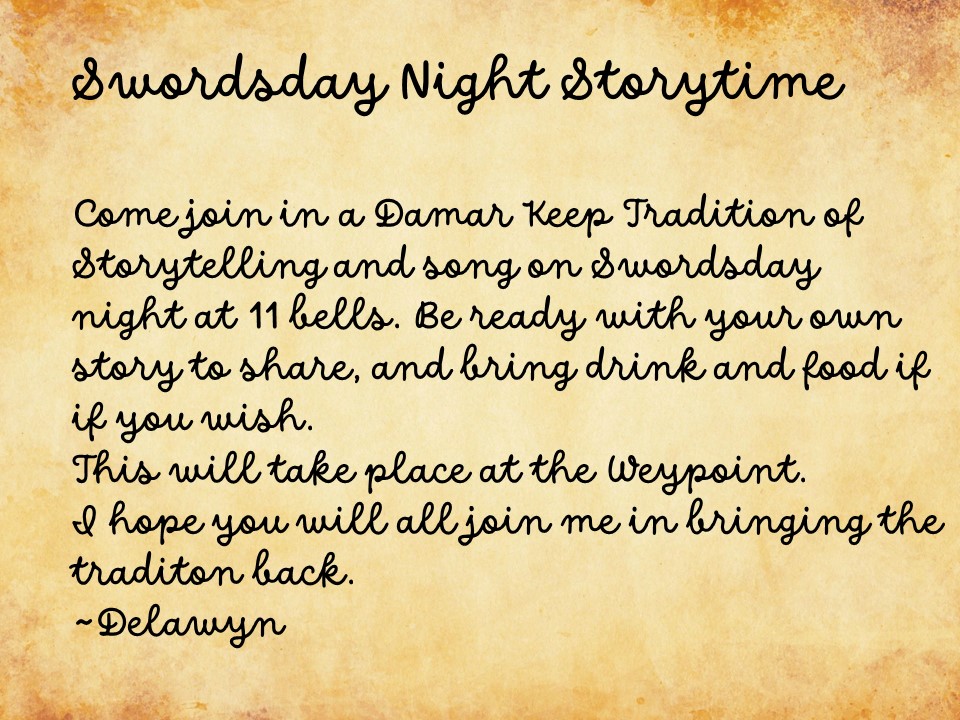 Swordsday Night Storytime
Come join in a Damar Keep Tradition of
Storytelling and song on Swordsday
night at 11 bells. Be ready with your own
story to share, and bring drink and food if
if you wish.
This will take place at the Weypoint.
I hope you will all join me in bringing the
traditon back.
~Delawyn